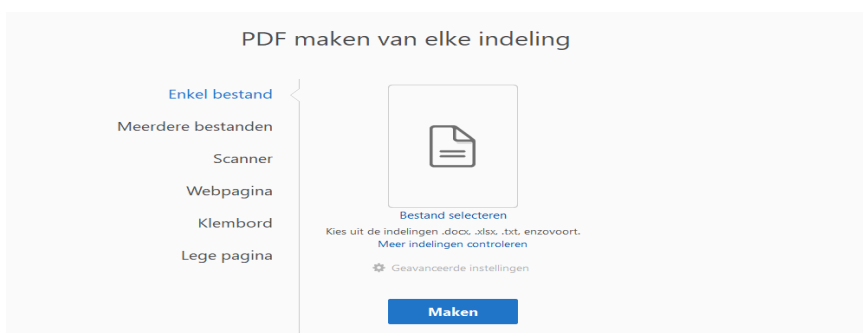 PDF maken van elke indeling
Enkel bestand
Meerdere bestanden
Scanner
Webpagina
Klembord
Lege pagina
Bestand selecteren
Kies uit de indelingen .docx, .xlsx, .txt, enzovoort.
Meer indelingen controleren
Geavanceerde instellingen
Maken